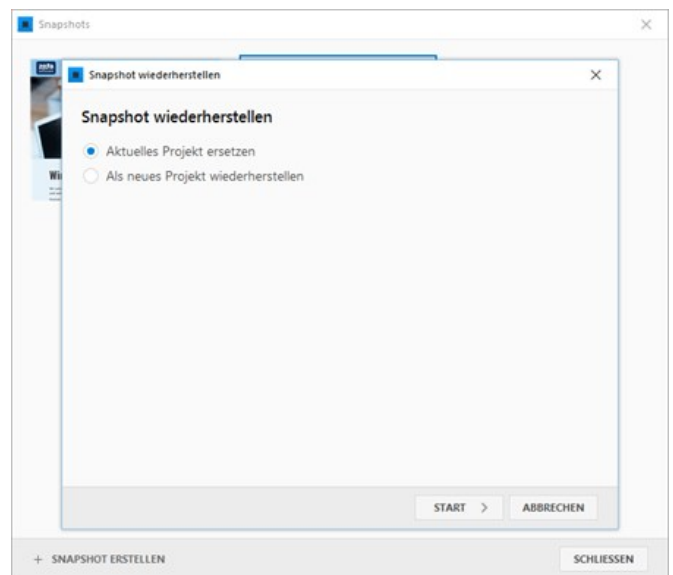 Snapshots
Snapshot wiederherstellen
Snapshot wiederherstellen
Aktuelles Projekt ersetzen
Als neues Projekt wiederherstellen
START
ABBRECHEN
+ SNAPSHOT ERSTELLEN
SCHLIESSEN